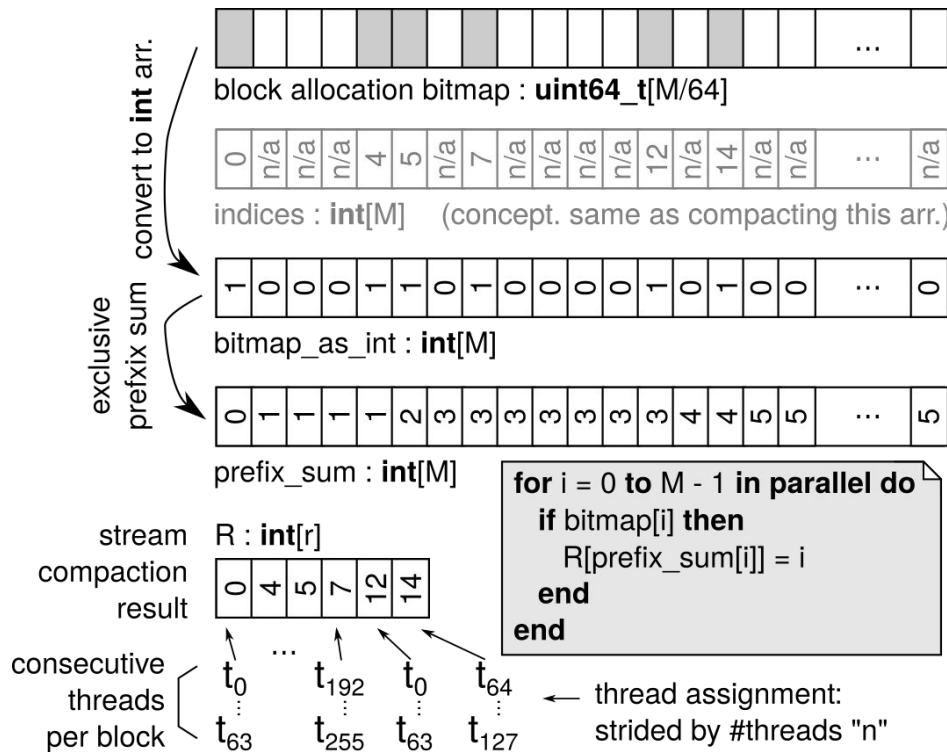 ...
block allocation bitmap : uint64_t[M/64]
convert to int arr.
0 n/a n/a n/a 4 5 n/a 7 n/a n/a n/a n/a 12 n/a 14 n/a n/a ... n/a
indices : int[M] (concept. same as compacting this arr.)
1 0 0 0 1 1 0 1 0 0 0 0 1 0 1 0 0 ... 0
bitmap_as_int : int[M]
exclusive
prefxix sum
0 1 1 1 1 2 3 3 3 3 3 3 3 4 4 5 5 ... 5
prefix_sum : int[M]
for i = 0 to M - 1 in parallel do
if bitmap[i] then
R[prefix_sum[i]] = i
end
end
stream
compaction
result
R : int[r]
0 4 5 7 12 14
...
consecutive
threads
per block
t0 t192 t0 t64
t63 t255 t63 t127
thread assignment:
strided by #threads "n"